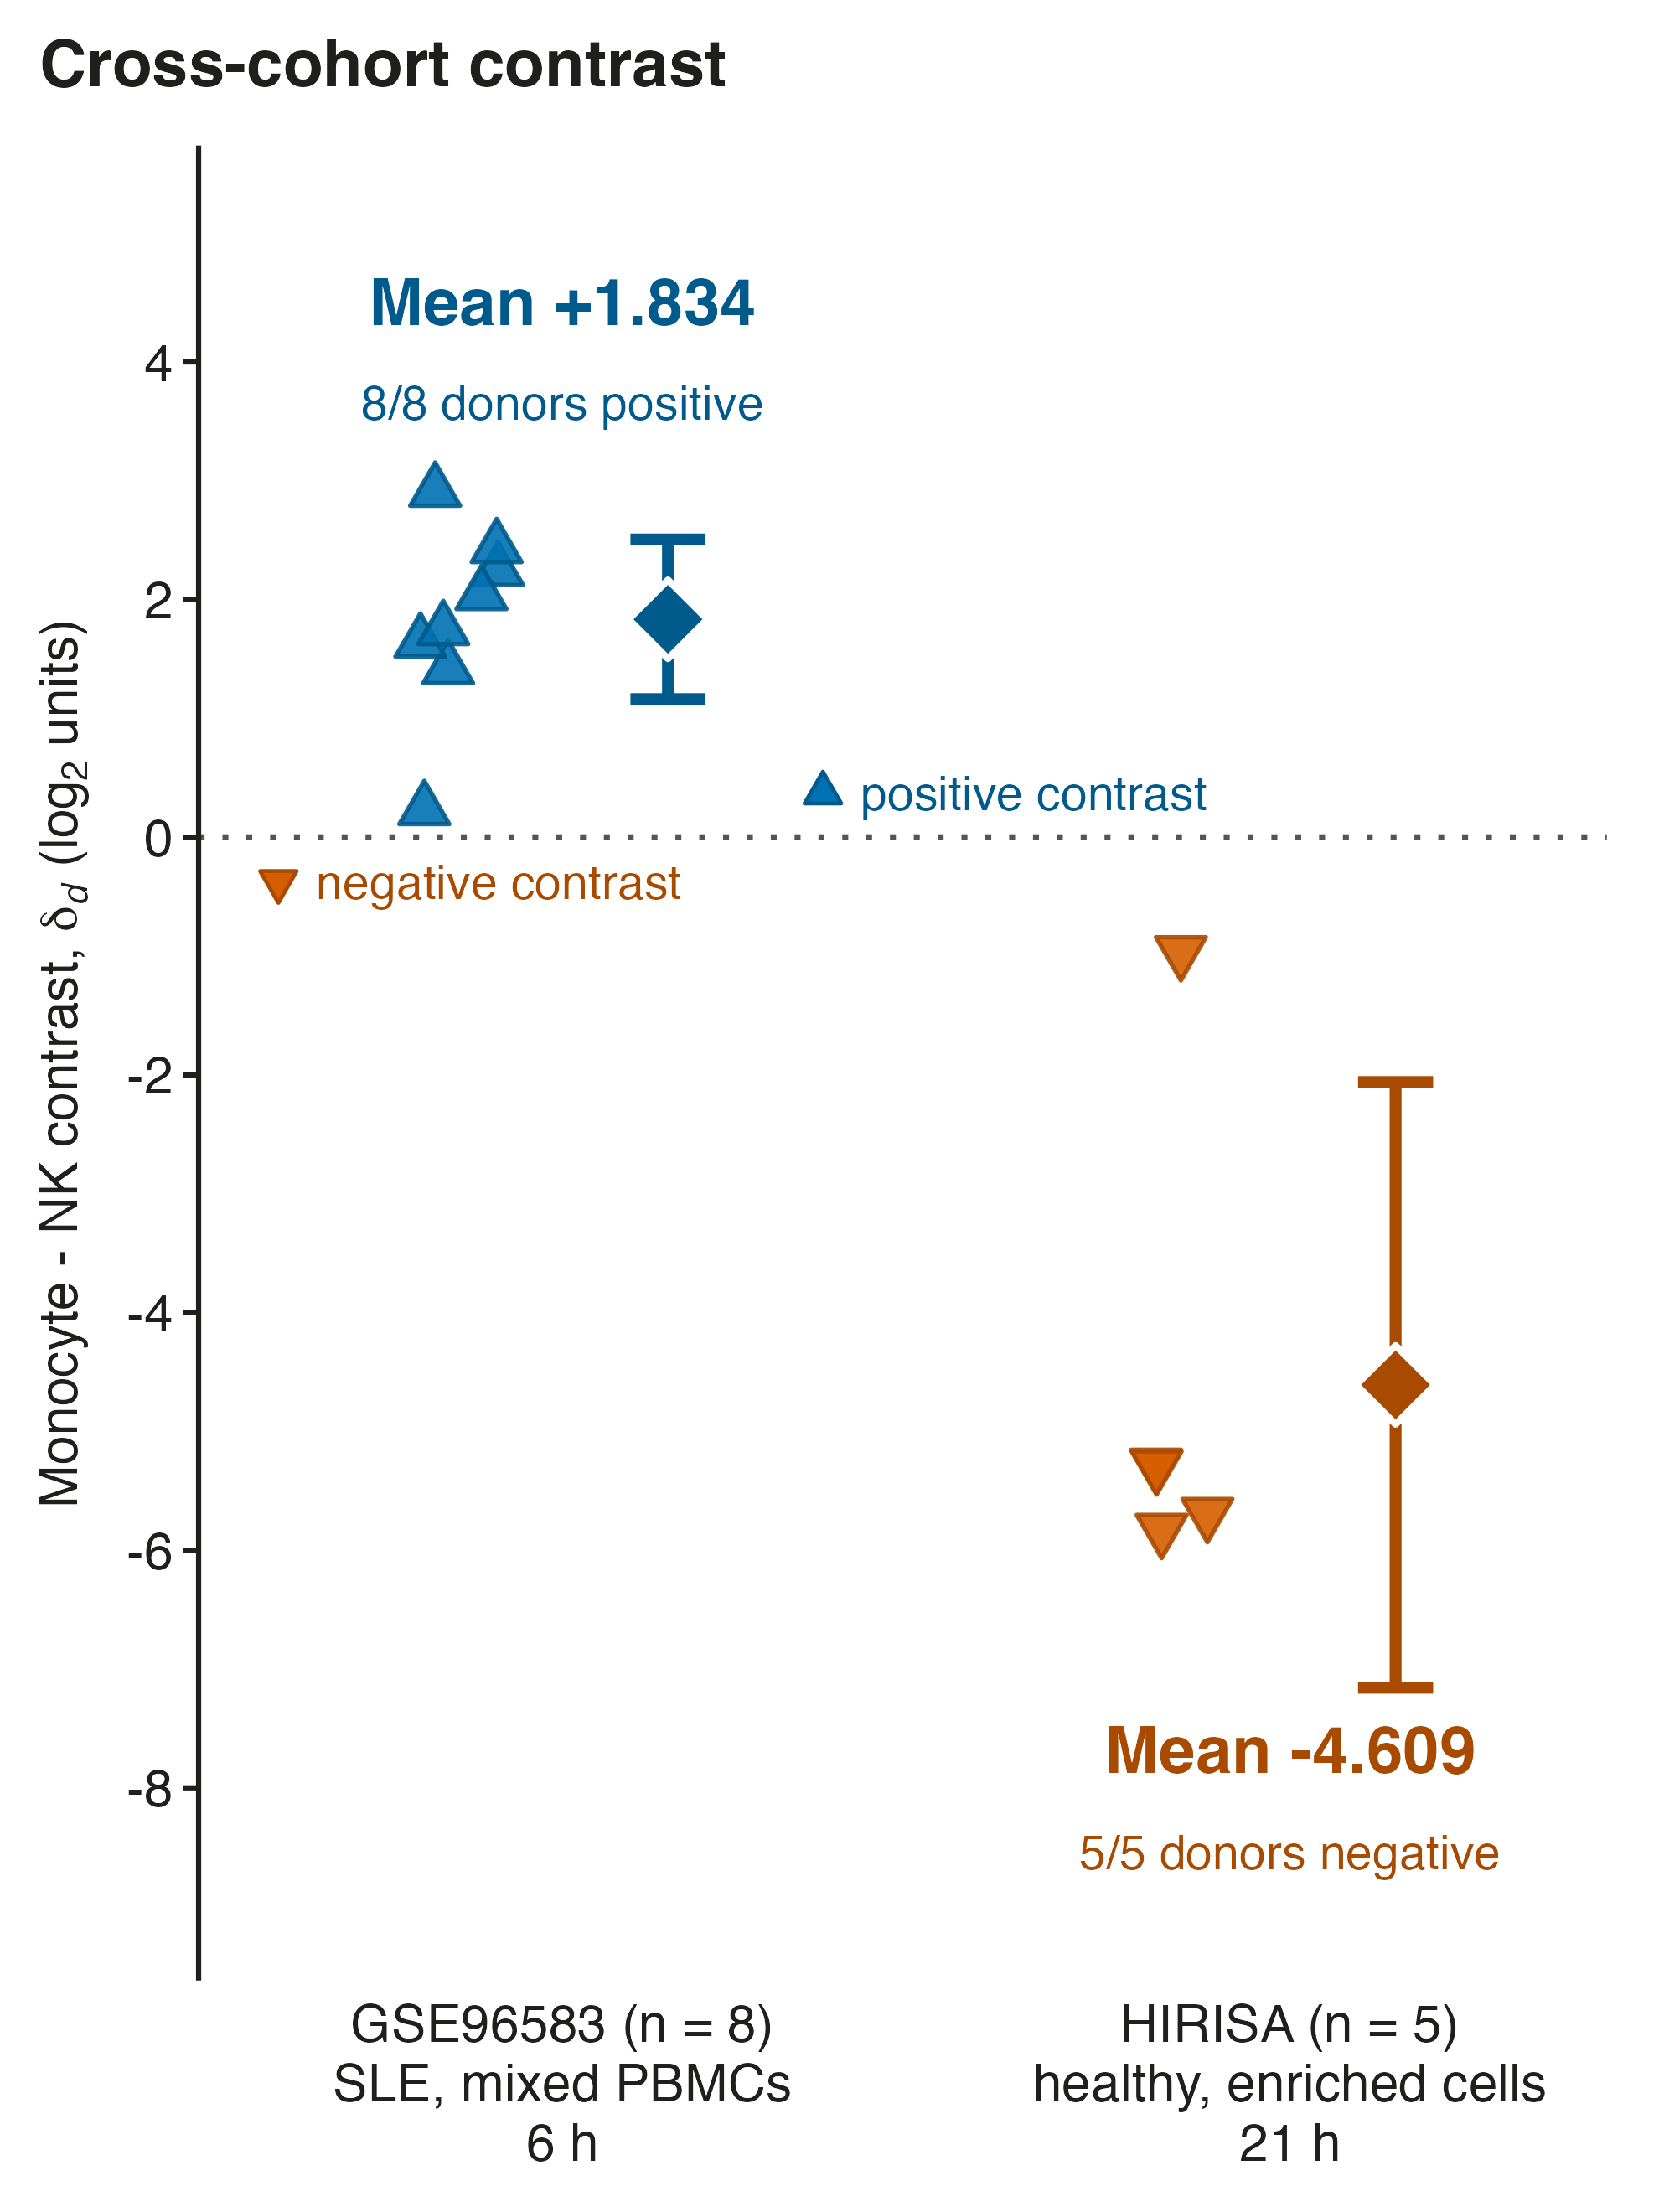 Cross-cohort contrast
Monocyte - NK contrast, δd (log2 units)
4
2
0
-2
-4
-6
-8
Mean +1.834
8/8 donors positive
positive contrast
negative contrast
Mean -4.609
5/5 donors negative
GSE96583 (n = 8)
SLE, mixed PBMCs
6 h
HIRISA (n = 5)
healthy, enriched cells
21 h